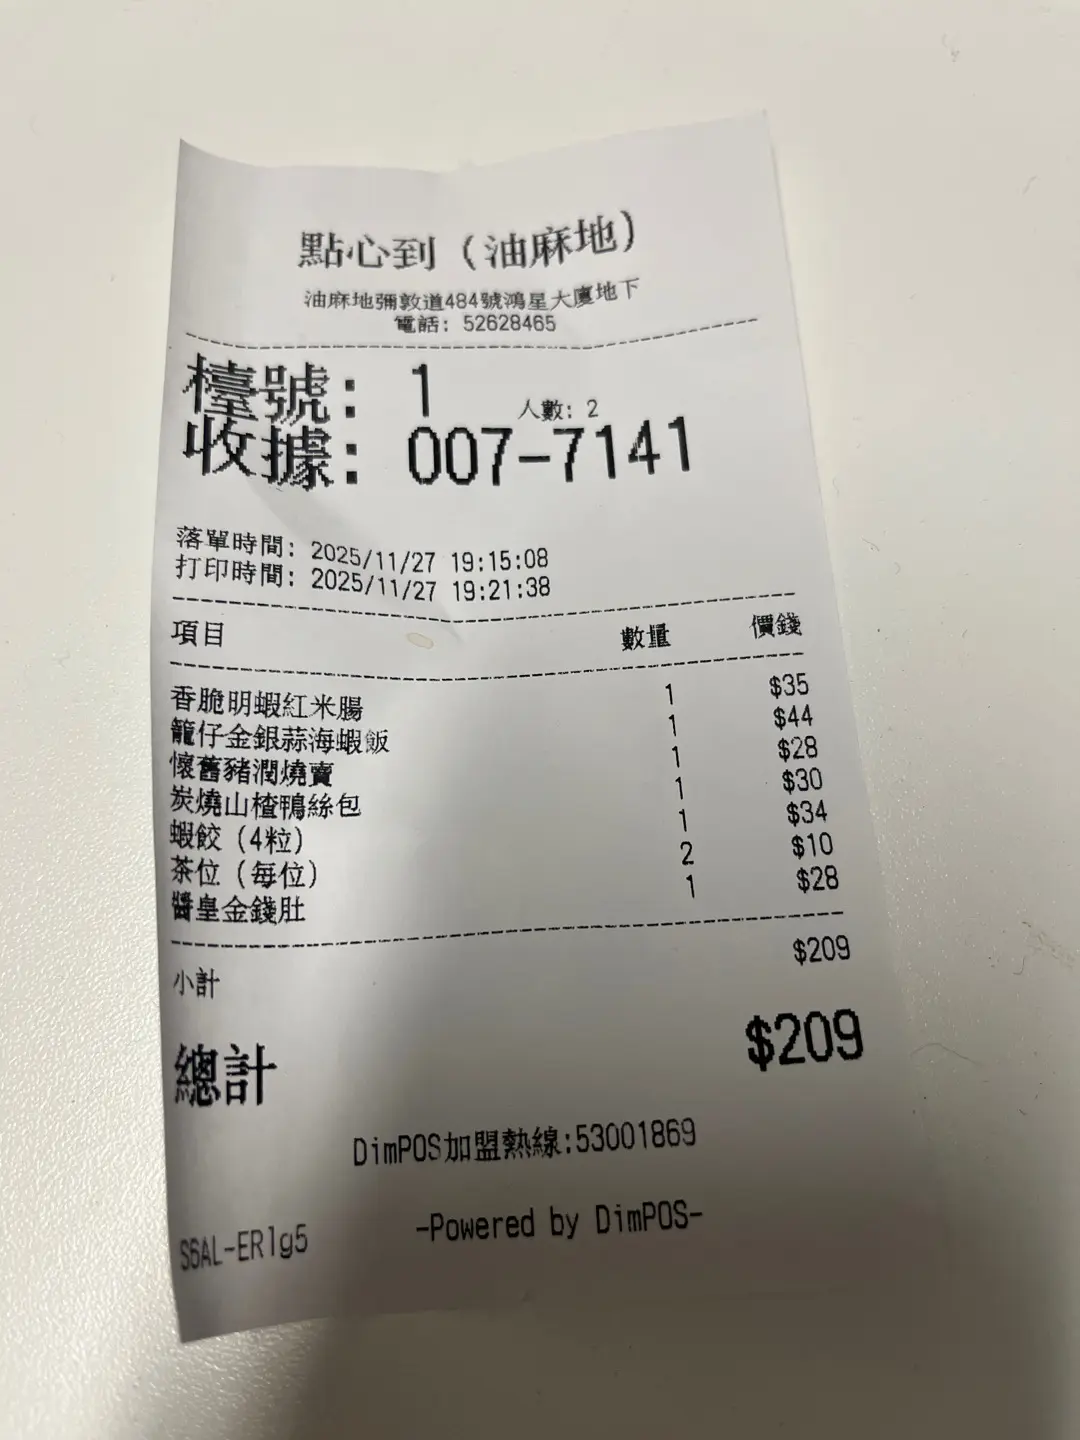 點心到（油麻地）
油麻地彌敦道484號鴻星大廈地下
電話: 52628465
檯號: 1 人數: 2
收據: 007-7141
落單時間: 2025/11/27 19:15:08
打印時間: 2025/11/27 19:21:38
項目 數量 價錢
香脆明蝦紅米腸 1 $35
籠仔金銀蒜海蝦飯 1 $44
懷舊豬潤燒賣 1 $28
炭燒山楂鴨絲包 1 $30
蝦餃（4粒） 1 $34
茶位（每位） 2 $10
醬皇金錢肚 1 $28
小計 $209
總計 $209
DimPOS加盟熱線:53001869
-Powered by DimPOS-
S6AL-ER1g5